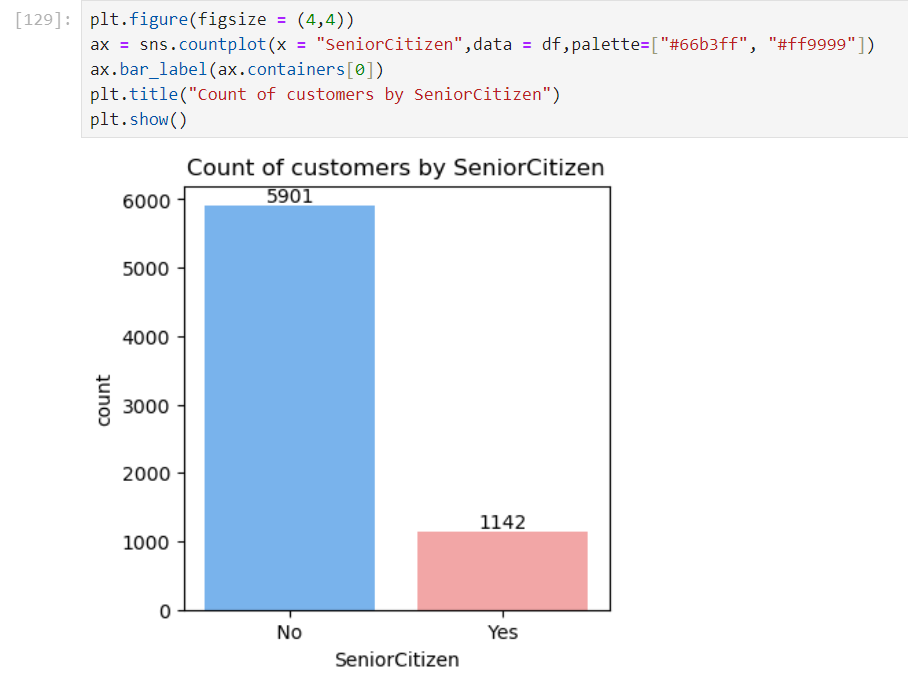 [129]:
plt.figure(figsize = (4,4))
ax = sns.countplot(x = "SeniorCitizen",data = df,palette=["#66b3ff", "#ff9999"])
ax.bar_label(ax.containers[0])
plt.title("Count of customers by SeniorCitizen")
plt.show()
Count of customers by SeniorCitizen
5901
6000
5000
4000
3000
2000
1000
0
count
1142
No
Yes
SeniorCitizen